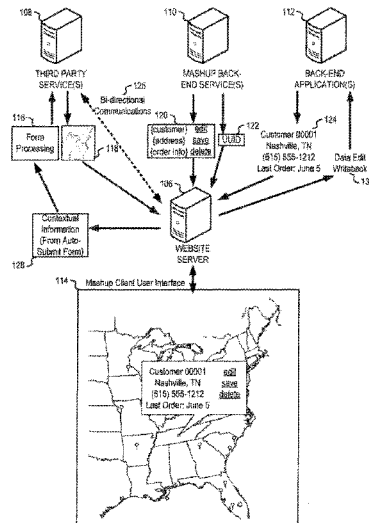 108
110
112
THIRD PARTY
SERVICE(S)
MASHUP BACK-
END SERVICE(S)
BACK-END
APPLICATION(S)
126
Bi-directional
Communications
116
Form
Processing
118
120
{customer}
{address}
{order info}
edit
save
delete
122
UUID
124
Customer 00001
Nashville, TN
(615) 555-1212
Last Order: June 5
Data Edit
Writeback
13
106
WEBSITE
SERVER
Contextual
Information
(From Auto-
Submit Form)
128
114
Mashup Client User Interface
Customer 00001
Nashville, TN
(615) 555-1212
Last Order: June 5
edit
save
delete